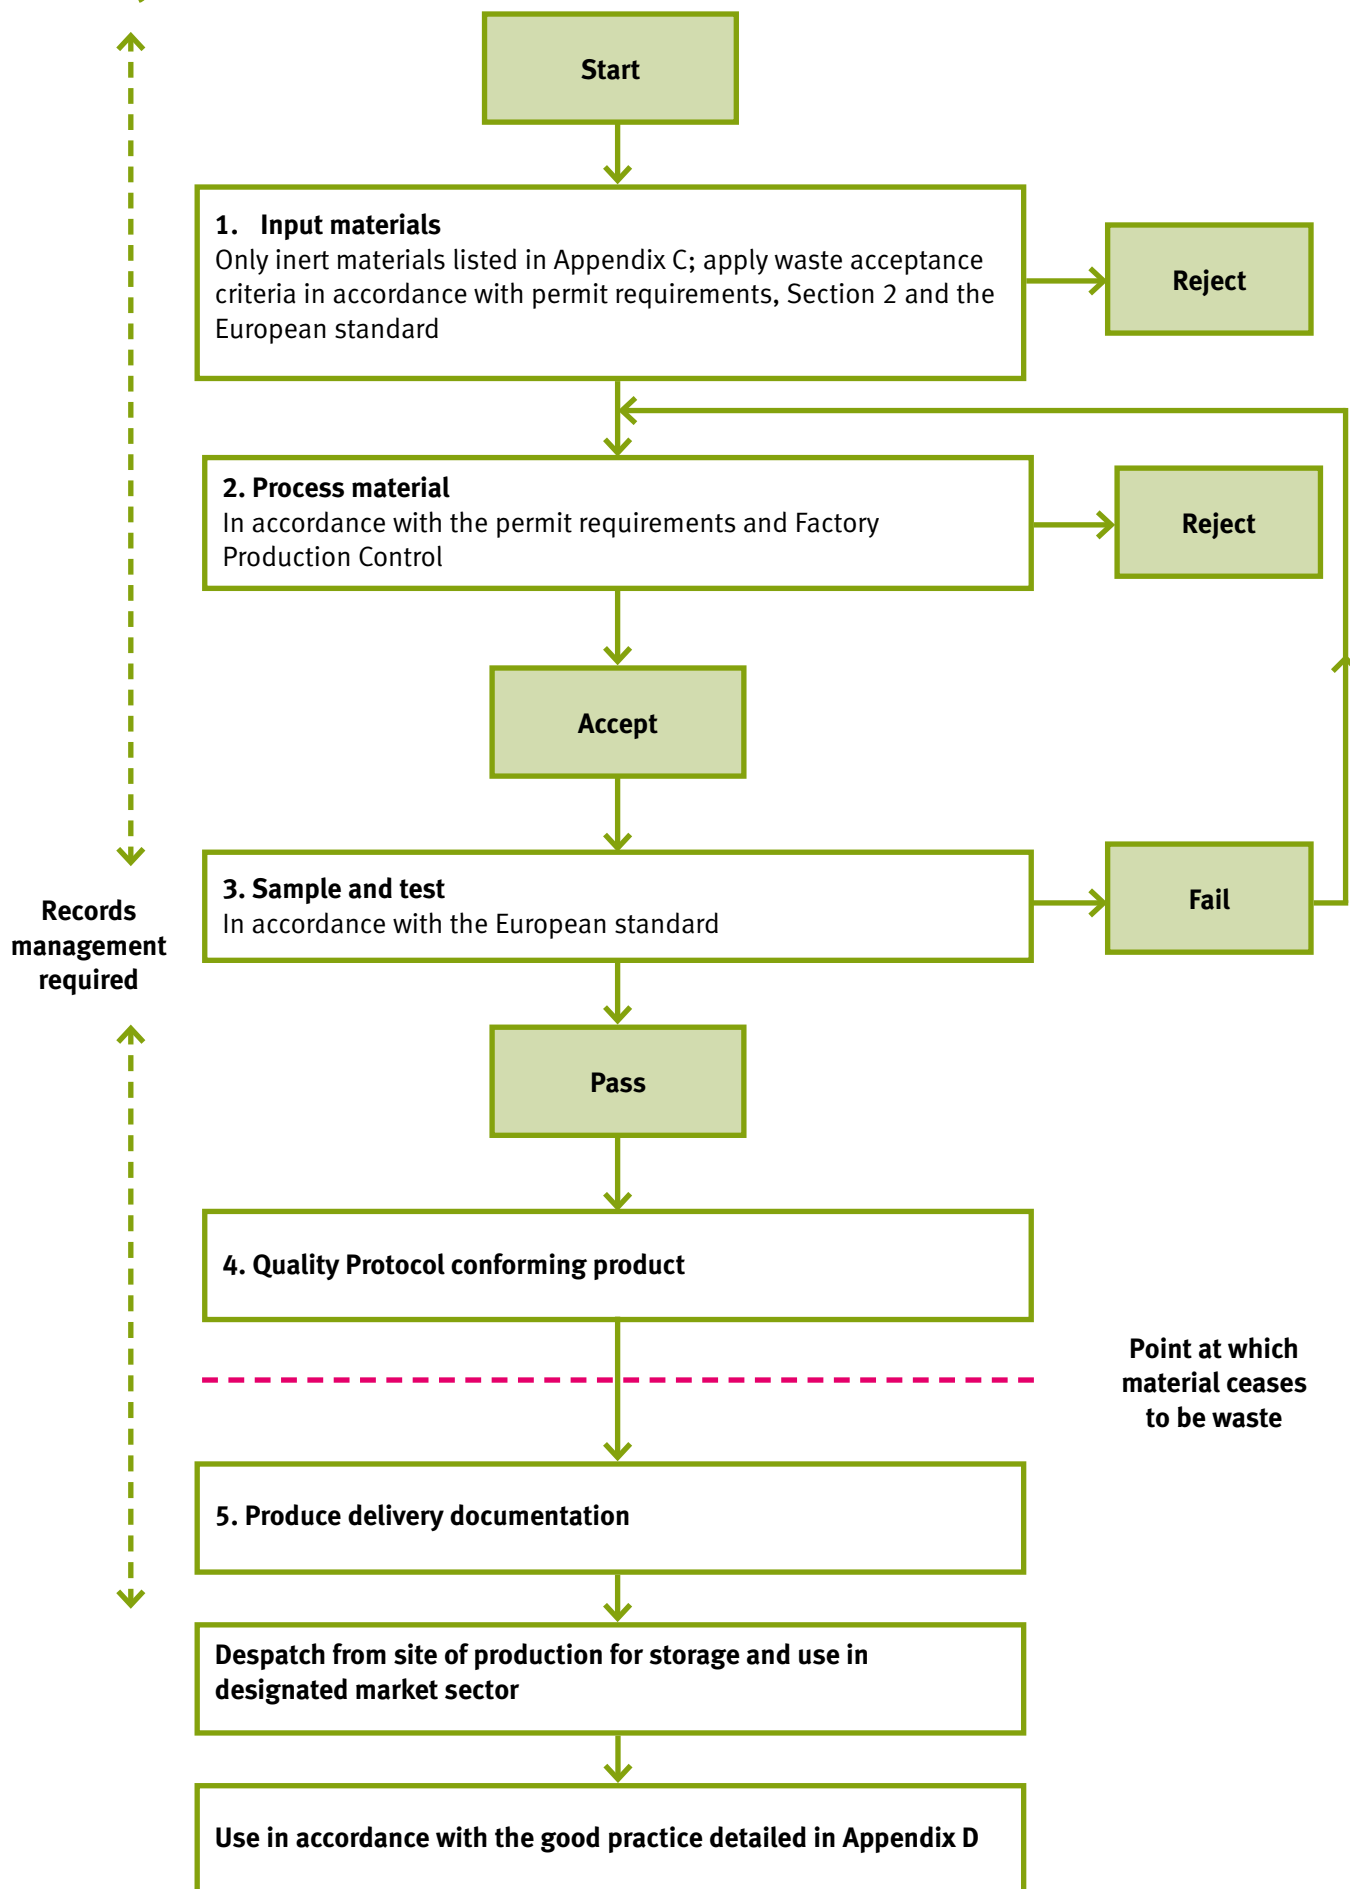 Start
1. Input materials
Only inert materials listed in Appendix C; apply waste acceptance
criteria in accordance with permit requirements, Section 2 and the
European standard
Reject
2. Process material
In accordance with the permit requirements and Factory
Production Control
Reject
Accept
3. Sample and test
In accordance with the European standard
Fail
Records
management
required
Pass
4. Quality Protocol conforming product
Point at which
material ceases
to be waste
5. Produce delivery documentation
Despatch from site of production for storage and use in
designated market sector
Use in accordance with the good practice detailed in Appendix D